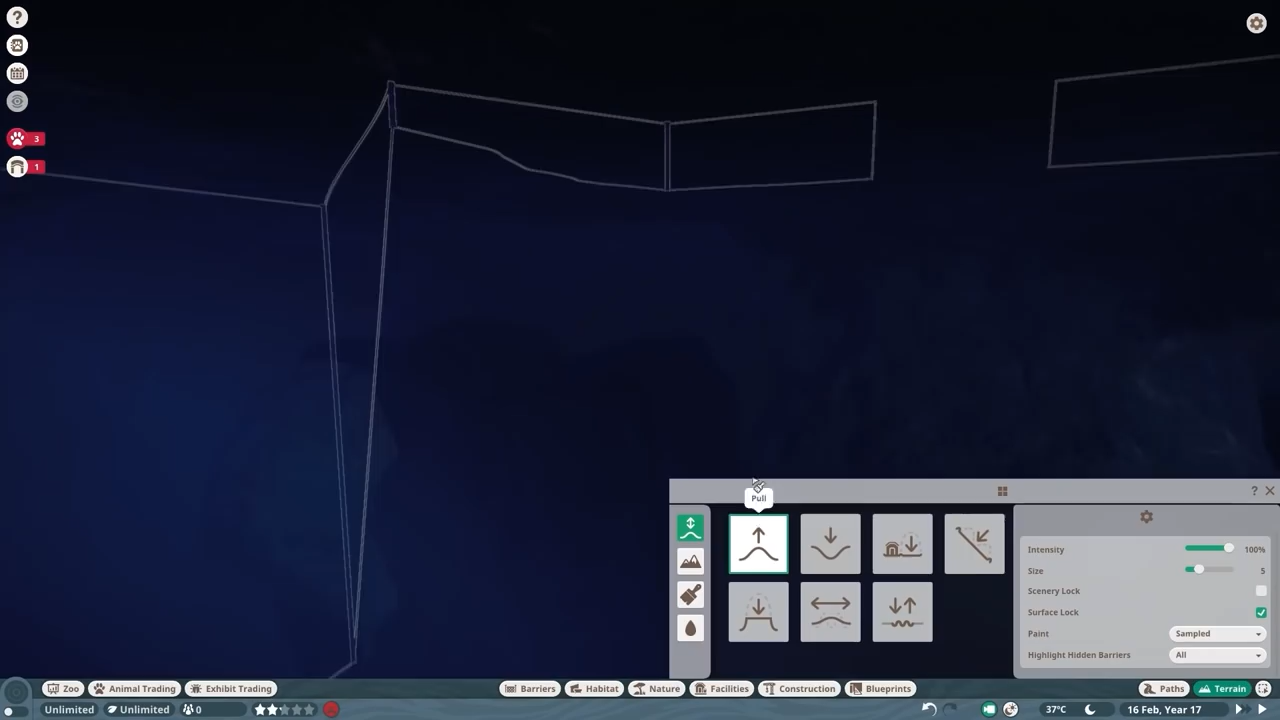 ?
3
1
Pull
?
Intensity 100%
Size 5
Scenery Lock
Surface Lock
Paint Sampled
Highlight Hidden Barriers All
Zoo Animal Trading Exhibit Trading Barriers Habitat Nature Facilities Construction Blueprints Paths Terrain
Unlimited Unlimited 0 37°C 16 Feb, Year 17